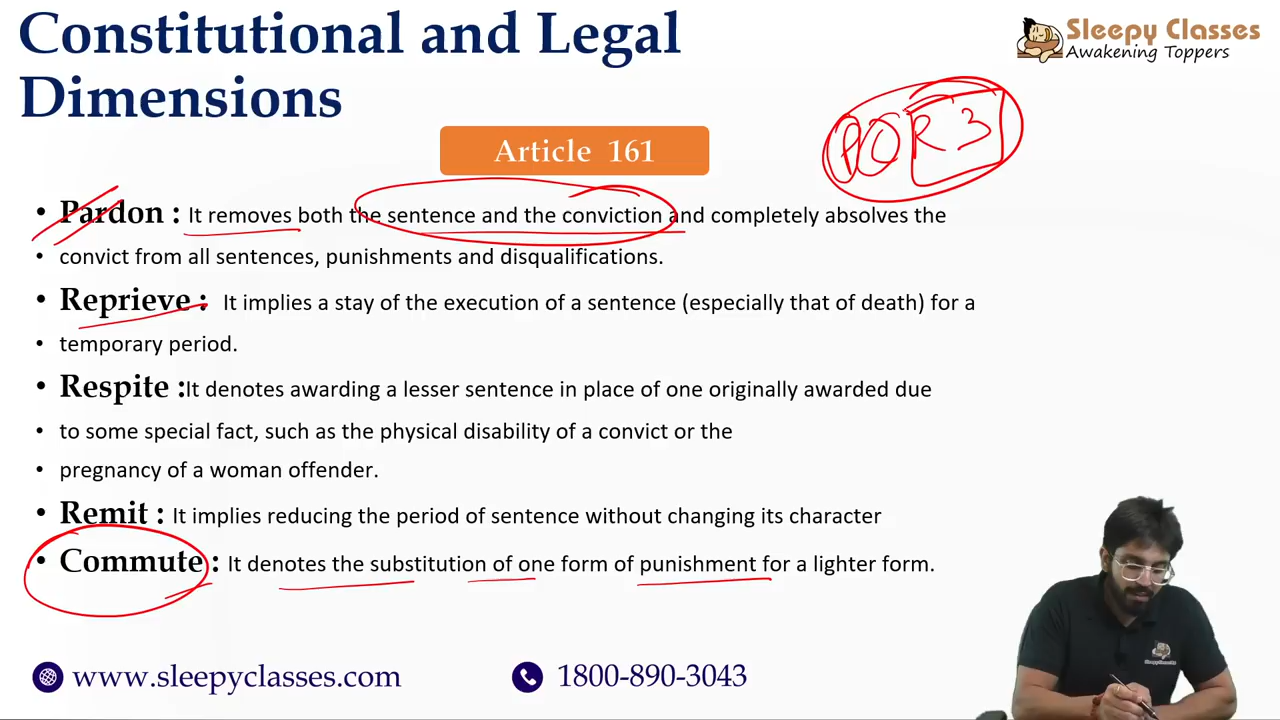 Constitutional and Legal
Dimensions
Sleepy Classes
Awakening Toppers
Article 161
PCR3
• Pardon : It removes both the sentence and the conviction and completely absolves the
• convict from all sentences, punishments and disqualifications.
• Reprieve : It implies a stay of the execution of a sentence (especially that of death) for a
• temporary period.
• Respite :It denotes awarding a lesser sentence in place of one originally awarded due
• to some special fact, such as the physical disability of a convict or the
• pregnancy of a woman offender.
• Remit : It implies reducing the period of sentence without changing its character
• Commute : It denotes the substitution of one form of punishment for a lighter form.
www.sleepyclasses.com
1800-890-3043